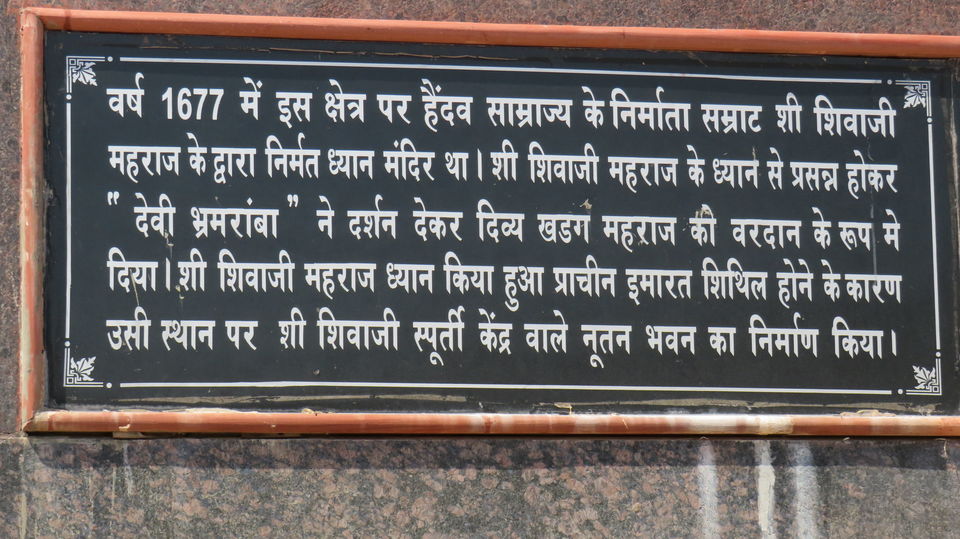 वर्ष 1677 में इस क्षेत्र पर हैंदव साम्राज्य के निर्माता सम्राट शी शिवाजी
महराज के द्वारा निर्मत ध्यान मंदिर था । शी शिवाजी महराज के ध्यान से प्रसन्न होकर
" देवी भ्रमरांबा " ने दर्शन देकर दिव्य खडग महराज की वरदान के रूप मे
दिया । शी शिवाजी महराज ध्यान किया हुआ प्राचीन इमारत शिथिल होने के कारण
उसी स्थान पर शी शिवाजी स्पूर्ती केंद्र वाले नूतन भवन का निर्माण किया ।